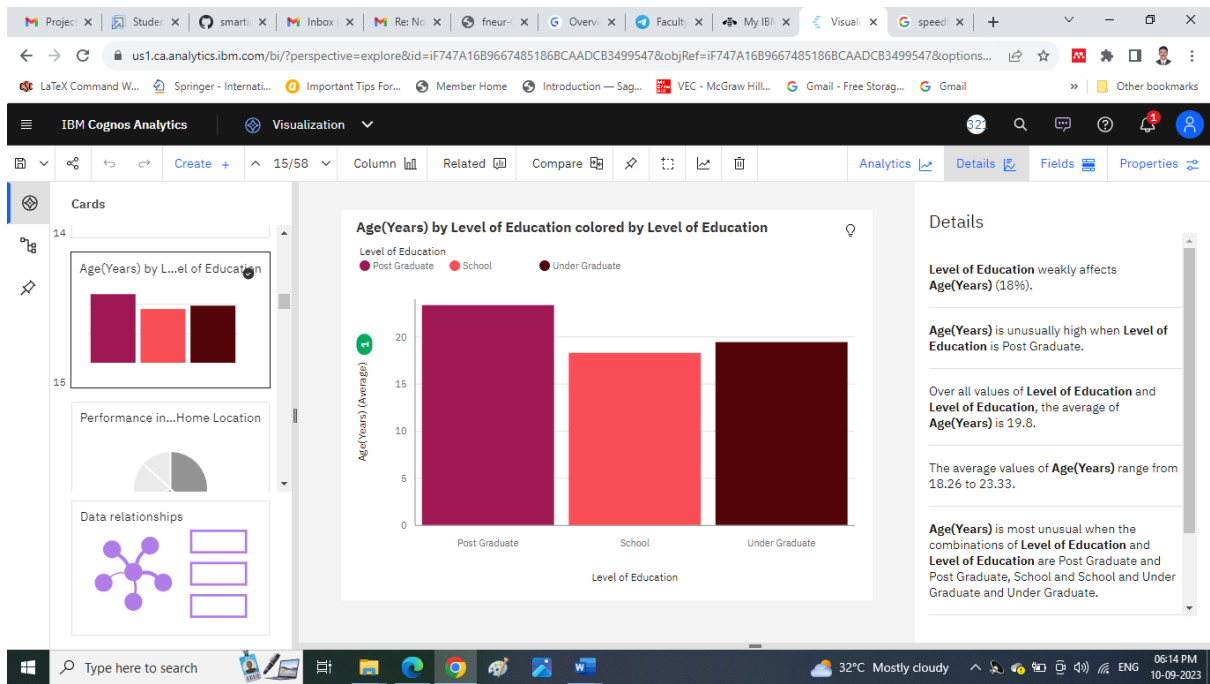 Project
Studer
smarti
Inbox
Re: No
fneur-
Overvi
Faculty
My IBM
Visuali
speedt
us1.ca.analytics.ibm.com/bi/?perspective=explore&id=iF747A16B9667485186BCAADCB3499547&objRef=iF747A16B9667485186BCAADCB3499547&options...
LaTeX Command W...
Springer - Internati...
Important Tips For...
Member Home
Introduction — Sag...
VEC - McGraw Hill...
Gmail - Free Storag...
Gmail
»
Other bookmarks
IBM Cognos Analytics
Visualization
321
1
Create +
15/58
Column
Related
Compare
Analytics
Details
Fields
Properties
Cards
14
Age(Years) by L...el of Education
15
Performance in...Home Location
Data relationships
Age(Years) by Level of Education colored by Level of Education
Level of Education
Post Graduate
School
Under Graduate
Age(Years) (Average)
1
20
15
10
5
0
Post Graduate
School
Under Graduate
Level of Education
Details
Level of Education weakly affects
Age(Years) (18%).
Age(Years) is unusually high when Level of
Education is Post Graduate.
Over all values of Level of Education and
Level of Education, the average of
Age(Years) is 19.8.
The average values of Age(Years) range from
18.26 to 23.33.
Age(Years) is most unusual when the
combinations of Level of Education and
Level of Education are Post Graduate and
Post Graduate, School and School and Under
Graduate and Under Graduate.
Type here to search
32°C Mostly cloudy
ENG
06:14 PM
10-09-2023